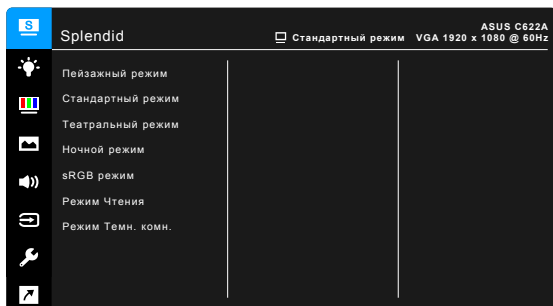 S
Splendid
ASUS C622A
Стандартный режим VGA 1920 x 1080 @ 60Hz
Пейзажный режим
Стандартный режим
Театральный режим
Ночной режим
sRGB режим
Режим Чтения
Режим Темн. комн.